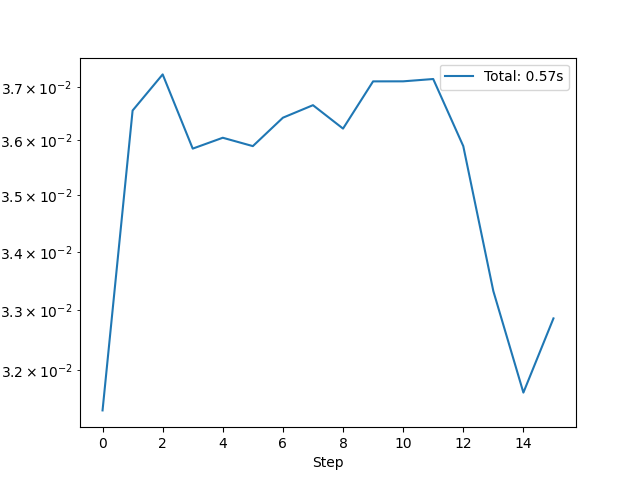 Total: 0.57s
3.7 × 10⁻²
3.6 × 10⁻²
3.5 × 10⁻²
3.4 × 10⁻²
3.3 × 10⁻²
3.2 × 10⁻²
0 2 4 6 8 10 12 14
Step